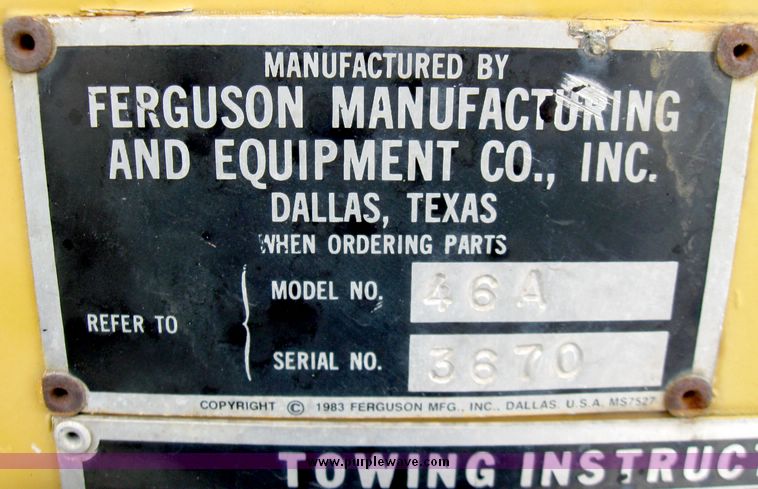 MANUFACTURED BY
FERGUSON MANUFACTURING
AND EQUIPMENT CO., INC.
DALLAS, TEXAS
WHEN ORDERING PARTS
REFER TO
MODEL NO. 46A
SERIAL NO. 3670
COPYRIGHT © 1983 FERGUSON MFG., INC., DALLAS, U.S.A. MS7527
TOWING INSTRUCT
www.purplewave.com